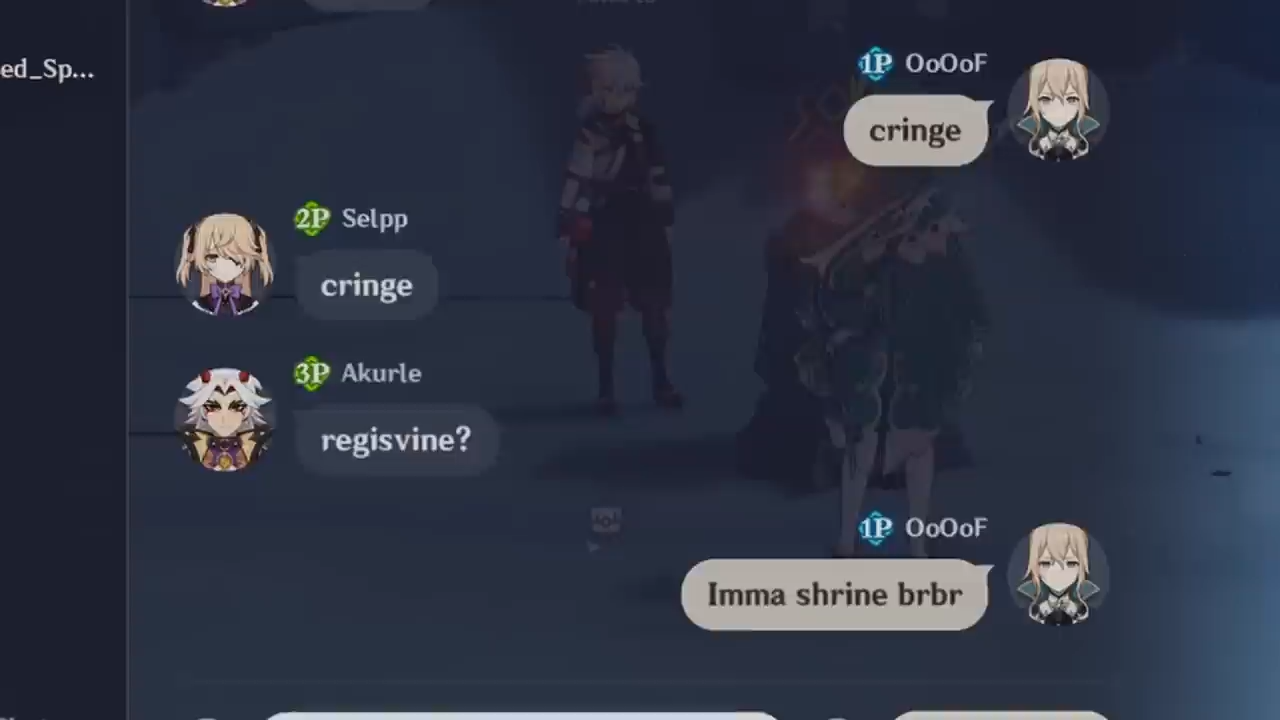 ed_Sp...
1P OoOoF
cringe
2P Selpp
cringe
3P Akurle
regisvine?
1P OoOoF
Imma shrine brbr